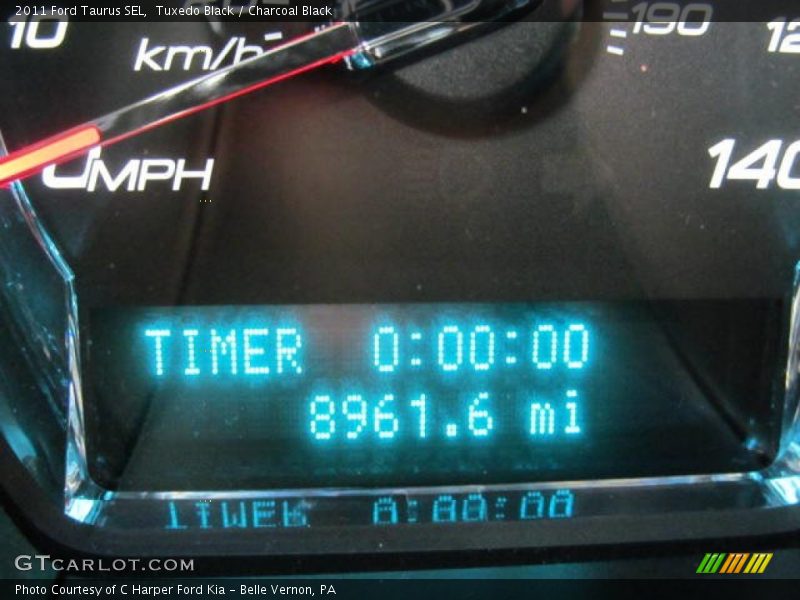 2011 Ford Taurus SEL,  Tuxedo Black / Charcoal Black
10
km/h
190
MPH
140
TIMER 0:00:00
8961.6 mi
GTCARLOT.COM
Photo Courtesy of C Harper Ford Kia - Belle Vernon, PA